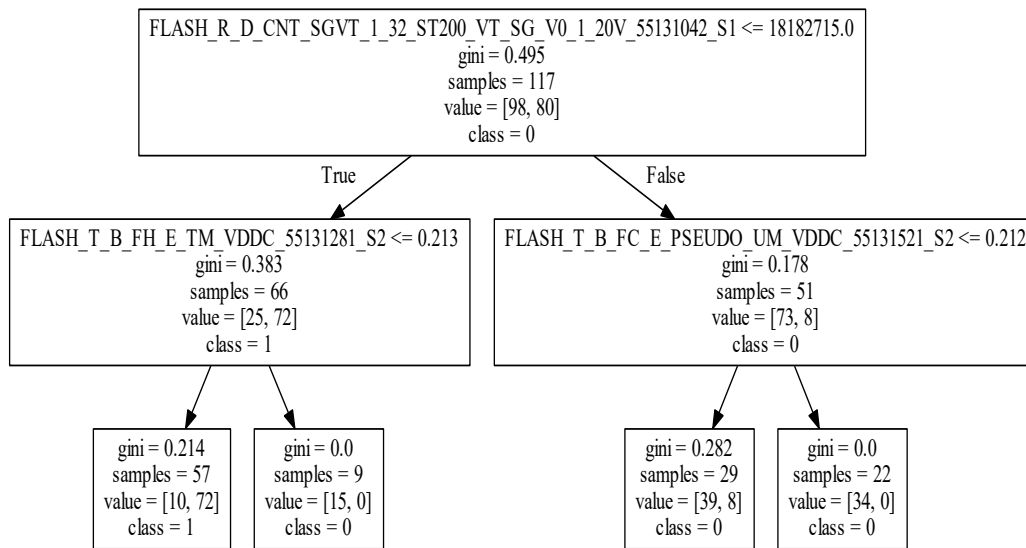 FLASH_R_D_CNT_SGVT_1_32_ST200_VT_SG_V0_1_20V_55131042_S1 <= 18182715.0
gini = 0.495
samples = 117
value = [98, 80]
class = 0
True
False
FLASH_T_B_FH_E_TM_VDDC_55131281_S2 <= 0.213
gini = 0.383
samples = 66
value = [25, 72]
class = 1
FLASH_T_B_FC_E_PSEUDO_UM_VDDC_55131521_S2 <= 0.212
gini = 0.178
samples = 51
value = [73, 8]
class = 0
gini = 0.214
samples = 57
value = [10, 72]
class = 1
gini = 0.0
samples = 9
value = [15, 0]
class = 0
gini = 0.282
samples = 29
value = [39, 8]
class = 0
gini = 0.0
samples = 22
value = [34, 0]
class = 0